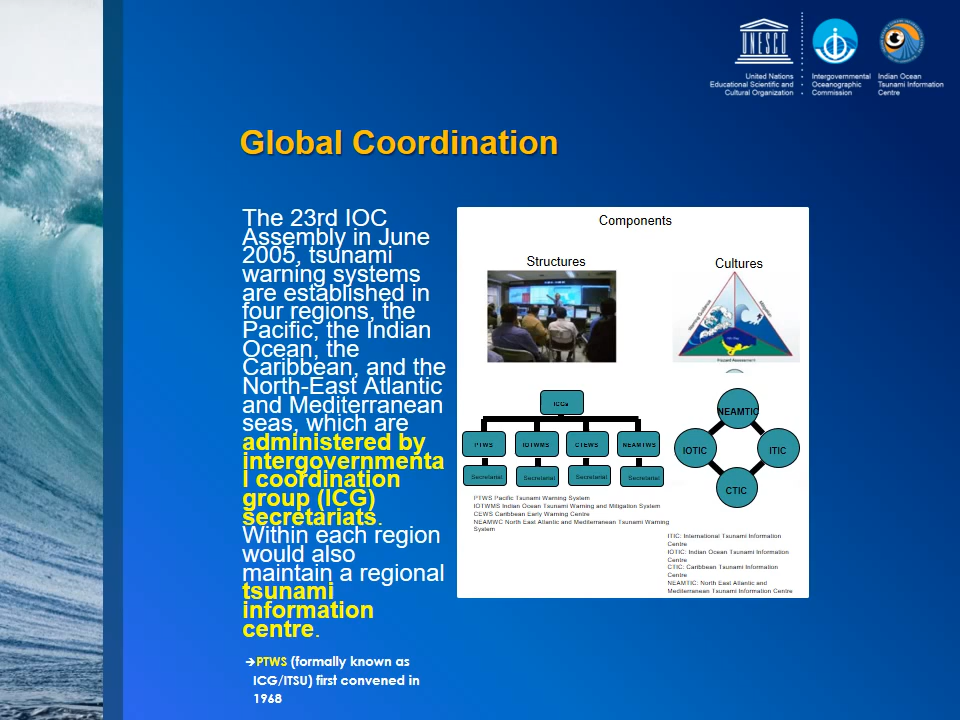 UNESCO
United Nations
Educational Scientific and
Cultural Organization
Intergovernmental
Oceanographic
Commission
Indian Ocean
Tsunami Information
Centre
Global Coordination
The 23rd IOC
Assembly in June
2005, tsunami
warning systems
are established in
four regions, the
Pacific, the Indian
Ocean, the
Caribbean, and the
North-East Atlantic
and Mediterranean
seas, which are
administered by
intergovernmenta
l coordination
group (ICG)
secretariats.
Within each region
would also
maintain a regional
tsunami
information
centre.
➔PTWS (formally known as
ICG/ITSU) first convened in
1968
Components
Structures
Cultures
Warning Guidance
Mitigation
Hazard Assessment
ICGs
PTWS
IOTWMS
CTEWS
NEAMTWS
Secretariat
Secretariat
Secretariat
Secretariat
PTWS Pacific Tsunami Warning System
IOTWMS Indian Ocean Tsunami Warning and Mitigation System
CEWS Caribbean Early Warning Centre
NEAMWC North East Atlantic and Mediterranean Tsunami Warning
System
NEAMTIC
IOTIC
ITIC
CTIC
ITIC: International Tsunami Information
Centre
IOTIC: Indian Ocean Tsunami Information
Centre
CTIC: Caribbean Tsunami Information
Centre
NEAMTIC: North East Atlantic and
Mediterranean Tsunami Information Centre